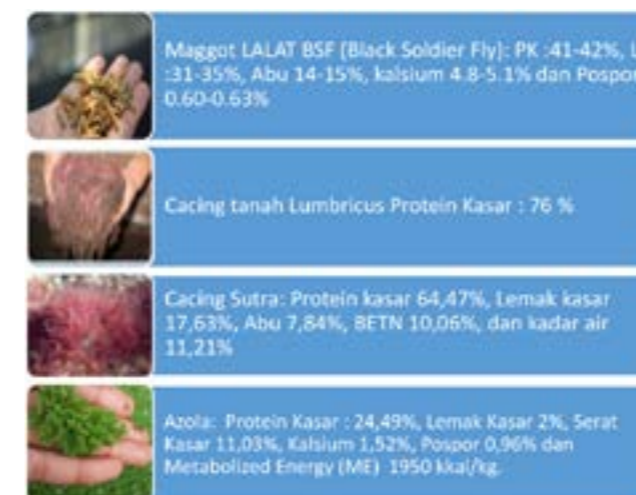 Maggot LALAT BSF (Black Soldier Fly): PK :41-42%, L
:31-35%, Abu 14-15%, kalsium 4.8-5.1% dan Pospor
0.60-0.63%
Cacing tanah Lumbricus Protein Kasar : 76 %
Cacing Sutra: Protein kasar 64,47%, Lemak kasar
17,63%, Abu 7,84%, BETN 10,06%, dan kadar air
11,21%
Azola: Protein Kasar : 24,49%, Lemak Kasar 2%, Serat
Kasar 11,03%, Kalsium 1,52%, Pospor 0,96% dan
Metabolized Energy (ME) 1950 kkal/kg.